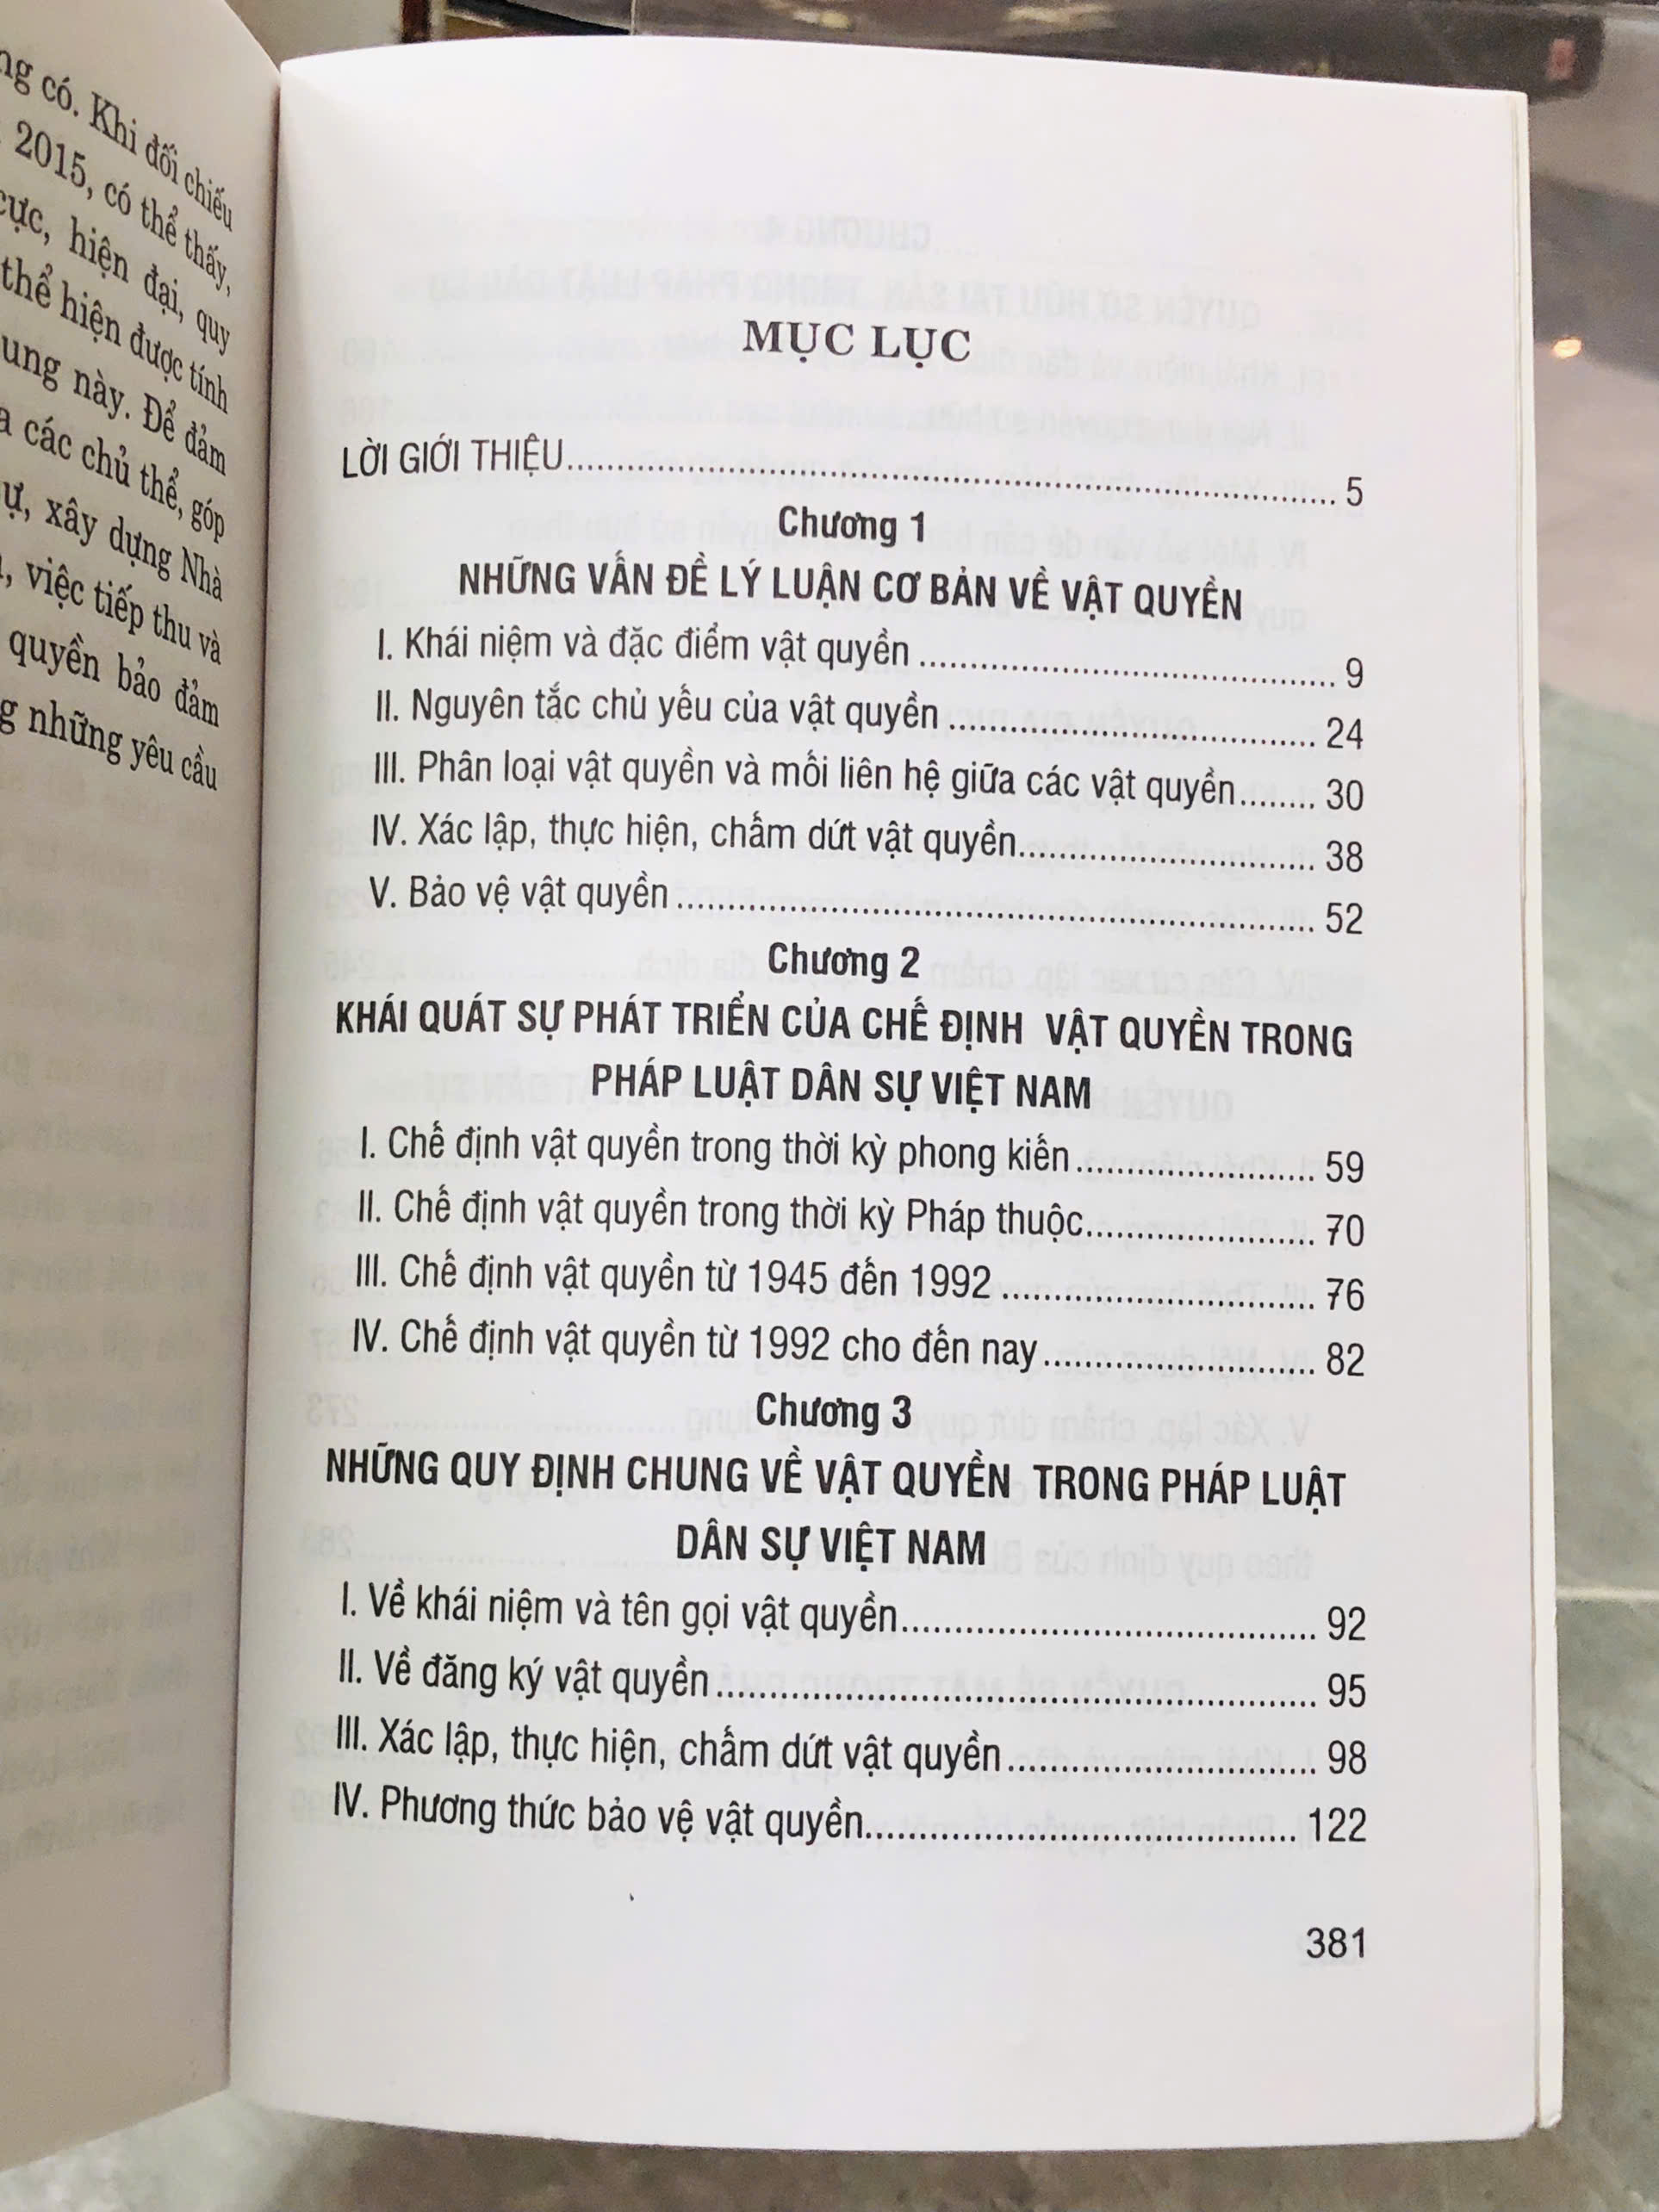 có. Khi đối chiếu
2015, có thể thấy,
cực, hiện đại, quy
thể hiện được tính
này. Để đảm
các chủ thể, góp
xây dựng Nhà
việc tiếp thu và
quyền bảo đảm
những yêu cầu
MỤC LỤC
LỜI GIỚI THIỆU.......... 5
Chương 1
NHỮNG VẤN ĐỀ LÝ LUẬN CƠ BẢN VỀ VẬT QUYỀN
I. Khái niệm và đặc điểm vật quyền .......... 9
II. Nguyên tắc chủ yếu của vật quyền .......... 24
III. Phân loại vật quyền và mối liên hệ giữa các vật quyền........ 30
IV. Xác lập, thực hiện, chấm dứt vật quyền.......... 38
V. Bảo vệ vật quyền .......... 52
Chương 2
KHÁI QUÁT SỰ PHÁT TRIỂN CỦA CHẾ ĐỊNH VẬT QUYỀN TRONG
PHÁP LUẬT DÂN SỰ VIỆT NAM
I. Chế định vật quyền trong thời kỳ phong kiến.......... 59
II. Chế định vật quyền trong thời kỳ Pháp thuộc.......... 70
III. Chế định vật quyền từ 1945 đến 1992 .......... 76
IV. Chế định vật quyền từ 1992 cho đến nay.......... 82
Chương 3
NHỮNG QUY ĐỊNH CHUNG VỀ VẬT QUYỀN TRONG PHÁP LUẬT
DÂN SỰ VIỆT NAM
I. Về khái niệm và tên gọi vật quyền.......... 92
II. Về đăng ký vật quyền.......... 95
III. Xác lập, thực hiện, chấm dứt vật quyền.......... 98
IV. Phương thức bảo vệ vật quyền.......... 122
381